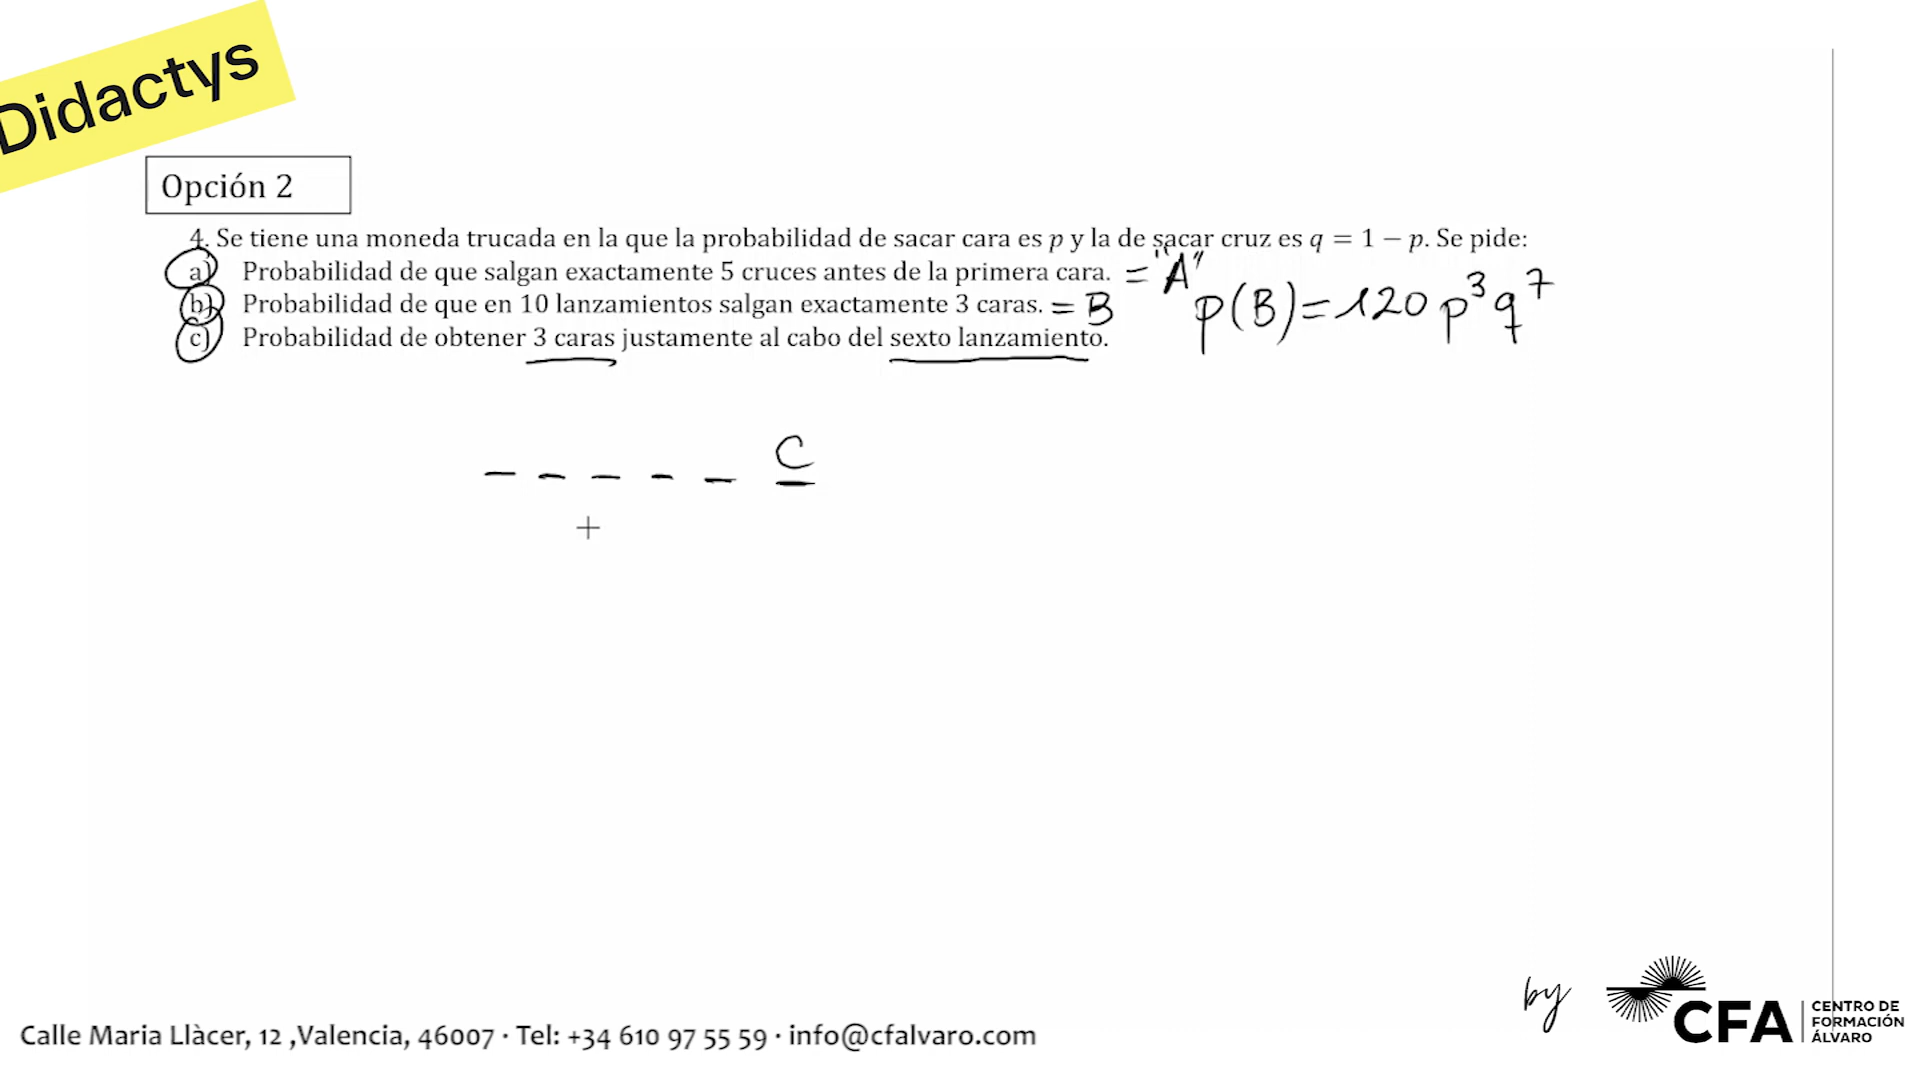 Didactys
Opción 2
4. Se tiene una moneda trucada en la que la probabilidad de sacar cara es p y la de sacar cruz es q = 1 − p. Se pide:
a) Probabilidad de que salgan exactamente 5 cruces antes de la primera cara. = "A"
b) Probabilidad de que en 10 lanzamientos salgan exactamente 3 caras. = B p(B) = 120 p³ q⁷
c) Probabilidad de obtener 3 caras justamente al cabo del sexto lanzamiento.
_ _ _ _ _ C
by
CFA
CENTRO DE
FORMACIÓN
ÁLVARO
Calle Maria Llàcer, 12 ,Valencia, 46007 · Tel: +34 610 97 55 59 · info@cfalvaro.com